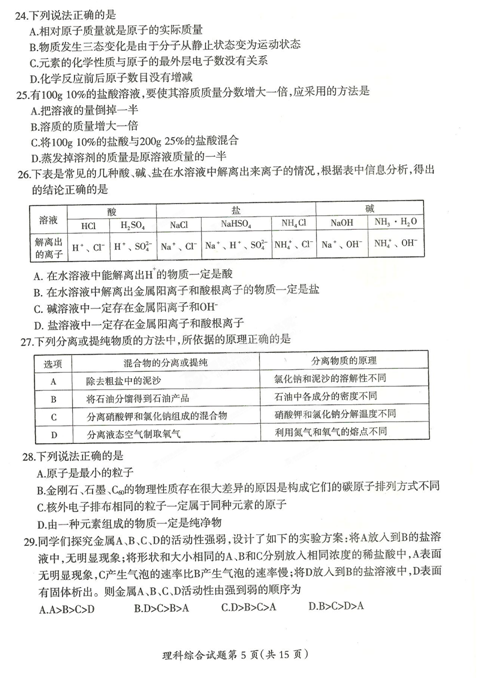 24.下列说法正确的是
A.相对原子质量就是原子的实际质量
B.物质发生三态变化是由于分子从静止状态变为运动状态
C.元素的化学性质与原子的最外层电子数没有关系
D.化学反应前后原子数目没有增减
25.有100g 10%的盐酸溶液,要使其溶质质量分数增大一倍,应采用的方法是
A.把溶液的量倒掉一半
B.溶质的质量增大一倍
C.将100g 10%的盐酸与200g 25%的盐酸混合
D.蒸发掉溶剂的质量是原溶液质量的一半
26.下表是常见的几种酸、碱、盐在水溶液中解离出来离子的情况,根据表中信息分析,得出
的结论正确的是
溶液 酸 盐 碱
HCl H₂SO₄ NaCl NaHSO₄ NH₄Cl NaOH NH₃·H₂O
解离出的离子 H⁺、Cl⁻ H⁺、SO₄²⁻ Na⁺、Cl⁻ Na⁺、H⁺、SO₄²⁻ NH₄⁺、Cl⁻ Na⁺、OH⁻ NH₄⁺、OH⁻
A. 在水溶液中能解离出H⁺的物质一定是酸
B. 在水溶液中解离出金属阳离子和酸根离子的物质一定是盐
C. 碱溶液中一定存在金属阳离子和OH⁻
D. 盐溶液中一定存在金属阳离子和酸根离子
27.下列分离或提纯物质的方法中,所依据的原理正确的是
选项 混合物的分离或提纯 分离物质的原理
A 除去粗盐中的泥沙 氯化钠和泥沙的溶解性不同
B 将石油分馏得到石油产品 石油中各成分的密度不同
C 分离硝酸钾和氯化钠组成的混合物 硝酸钾和氯化钠分解温度不同
D 分离液态空气制取氧气 利用氮气和氧气的熔点不同
28.下列说法正确的是
A.原子是最小的粒子
B.金刚石、石墨、C₆₀的物理性质存在很大差异的原因是构成它们的碳原子排列方式不同
C.核外电子排布相同的粒子一定属于同种元素的原子
D.由一种元素组成的物质一定是纯净物
29.同学们探究金属A、B、C、D的活动性强弱,设计了如下的实验方案:将A放入到B的盐溶
液中,无明显现象;将形状和大小相同的A、B和C分别放入相同浓度的稀盐酸中,A表面
无明显现象,C产生气泡的速率比B产生气泡的速率慢;将D放入到B的盐溶液中,D表面
有固体析出。则金属A、B、C、D活动性由强到弱的顺序为
A.A>B>C>D B.D>C>B>A C.D>B>C>A D.B>C>D>A
理科综合试题第 5 页(共 15 页)